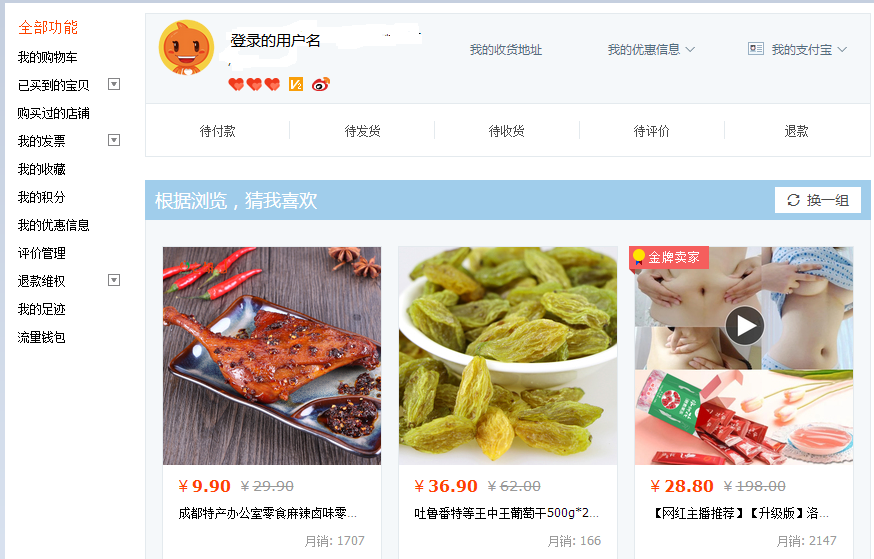 全部功能
我的购物车
已买到的宝贝
购买过的店铺
我的发票
我的收藏
我的积分
我的优惠信息
评价管理
退款维权
我的足迹
流量钱包
登录的用户名
我的收货地址
我的优惠信息
我的支付宝
待付款
待发货
待收货
待评价
退款
根据浏览，猜我喜欢
换一组
金牌卖家
￥9.90 ￥29.90
成都特产办公室零食麻辣卤味零...
月销: 1707
￥36.90 ￥62.00
吐鲁番特等王中王葡萄干500g*2...
月销: 166
￥28.80 ￥198.00
【网红主播推荐】【升级版】洛...
月销: 2147